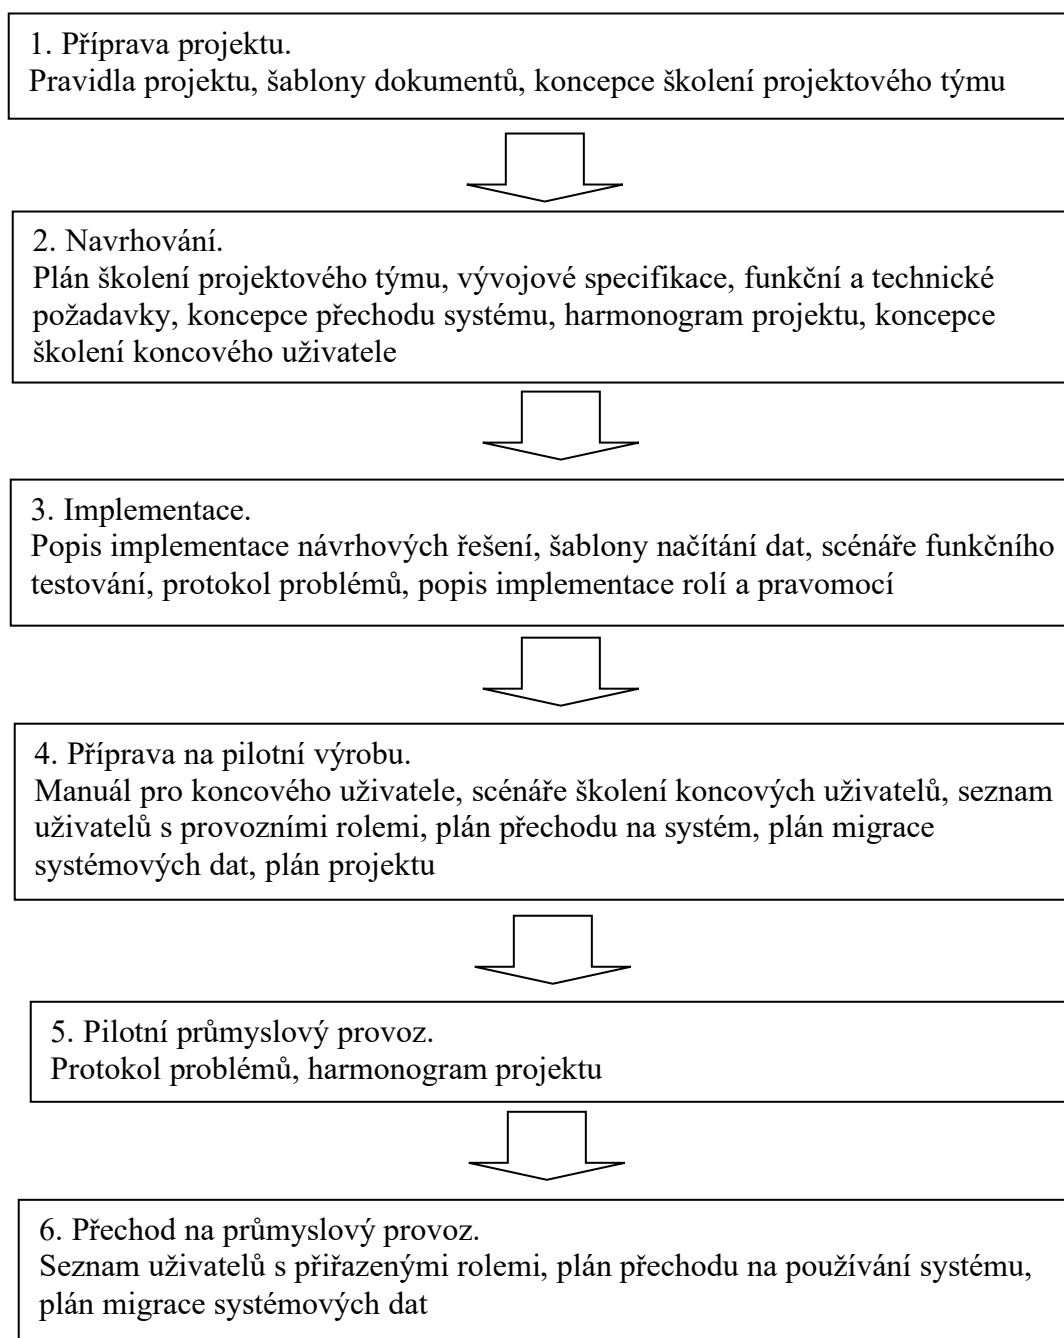 1. Příprava projektu.
Pravidla projektu, šablony dokumentů, koncepce školení projektového týmu
2. Navrhování.
Plán školení projektového týmu, vývojové specifikace, funkční a technické
požadavky, koncepce přechodu systému, harmonogram projektu, koncepce
školení koncového uživatele
3. Implementace.
Popis implementace návrhových řešení, šablony načítání dat, scénáře funkčního
testování, protokol problémů, popis implementace rolí a pravomocí
4. Příprava na pilotní výrobu.
Manuál pro koncového uživatele, scénáře školení koncových uživatelů, seznam
uživatelů s provozními rolemi, plán přechodu na systém, plán migrace
systémových dat, plán projektu
5. Pilotní průmyslový provoz.
Protokol problémů, harmonogram projektu
6. Přechod na průmyslový provoz.
Seznam uživatelů s přiřazenými rolemi, plán přechodu na používání systému,
plán migrace systémových dat